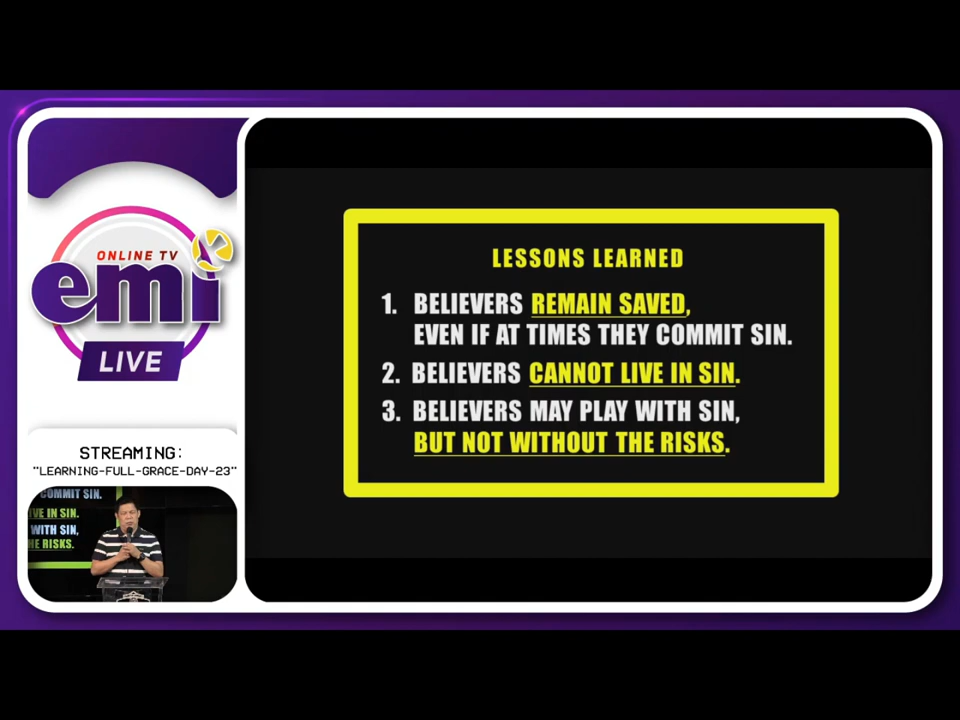 ONLINE TV
emi
LIVE
STREAMING:
"LEARNING-FULL-GRACE-DAY-23"
COMMIT SIN.
IVE IN SIN.
WITH SIN,
HE RISKS.
LESSONS LEARNED
1. BELIEVERS REMAIN SAVED,
EVEN IF AT TIMES THEY COMMIT SIN.
2. BELIEVERS CANNOT LIVE IN SIN.
3. BELIEVERS MAY PLAY WITH SIN,
BUT NOT WITHOUT THE RISKS.